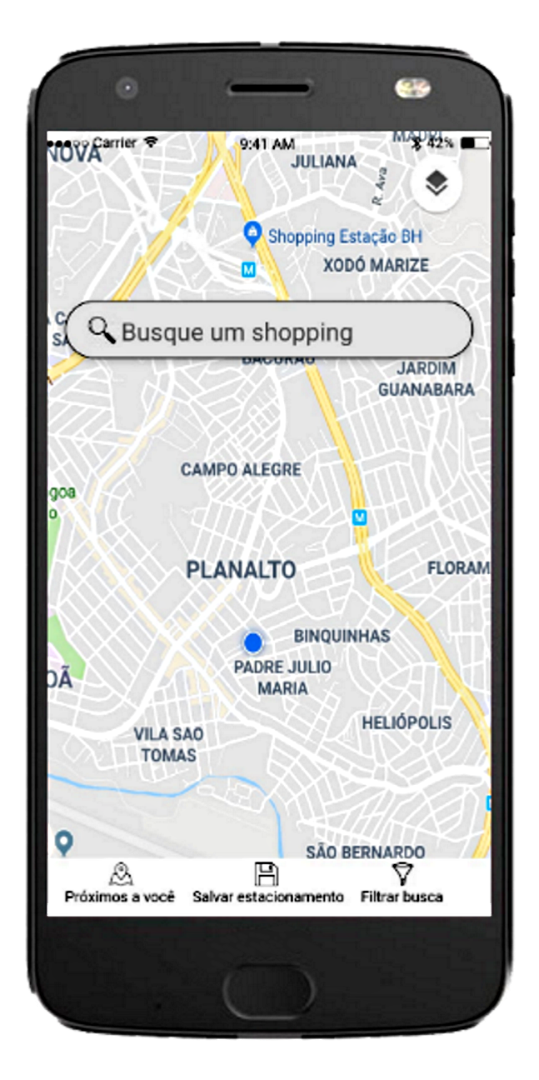 Carrier 9:41 AM 42%
NOVA
JULIANA
R. Ava
Shopping Estação BH
M
XODÓ MARIZE
Busque um shopping
BACURAU
JARDIM
GUANABARA
CAMPO ALEGRE
goa
o
M
PLANALTO
FLORAM
BINQUINHAS
PADRE JULIO
MARIA
OÃ
HELIÓPOLIS
VILA SAO
TOMAS
SÃO BERNARDO
Próximos a você
Salvar estacionamento
Filtrar busca